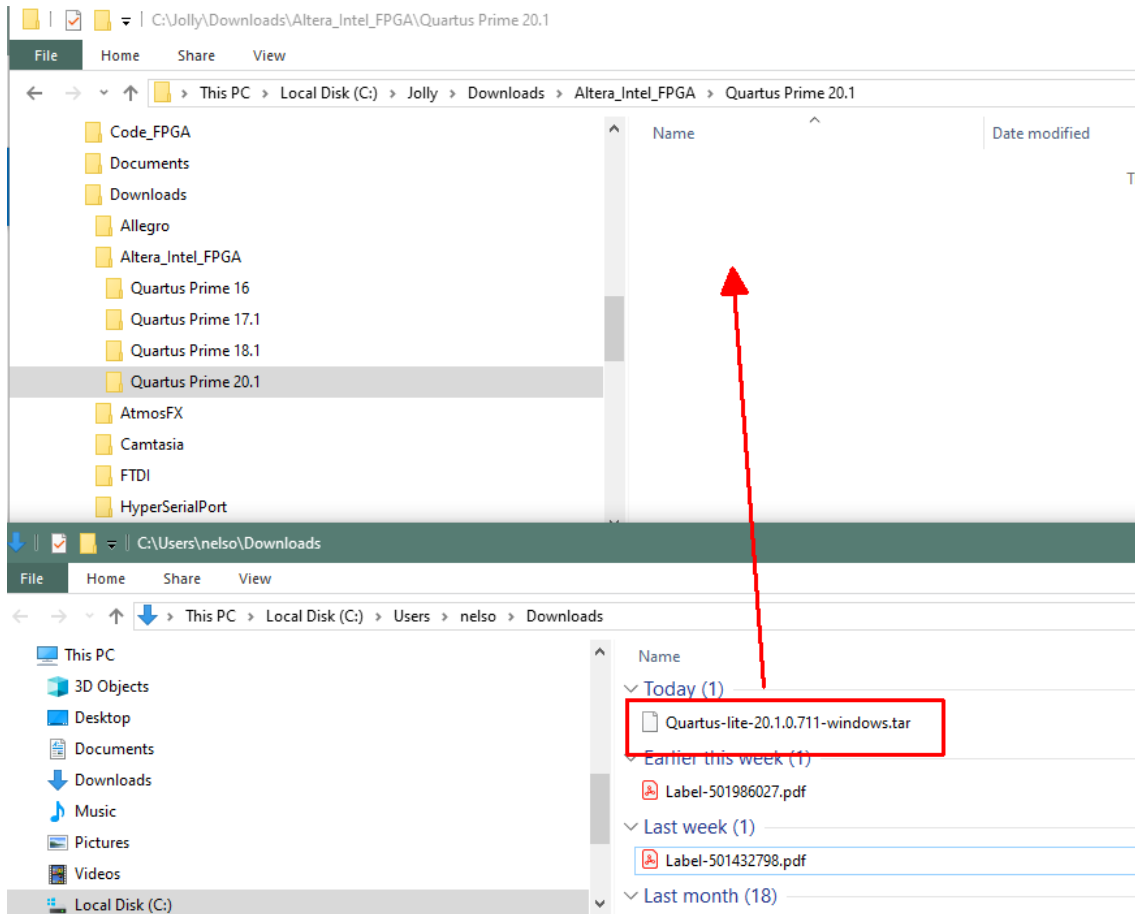 C:\Jolly\Downloads\Altera_Intel_FPGA\Quartus Prime 20.1
File Home Share View
This PC > Local Disk (C:) > Jolly > Downloads > Altera_Intel_FPGA > Quartus Prime 20.1
Code_FPGA
Documents
Downloads
Allegro
Altera_Intel_FPGA
Quartus Prime 16
Quartus Prime 17.1
Quartus Prime 18.1
Quartus Prime 20.1
AtmosFX
Camtasia
FTDI
HyperSerialPort
Name Date modified
T
C:\Users\nelso\Downloads
File Home Share View
This PC > Local Disk (C:) > Users > nelso > Downloads
This PC
3D Objects
Desktop
Documents
Downloads
Music
Pictures
Videos
Local Disk (C:)
Name
Today (1)
Quartus-lite-20.1.0.711-windows.tar
Earlier this week (1)
Label-501986027.pdf
Last week (1)
Label-501432798.pdf
Last month (18)